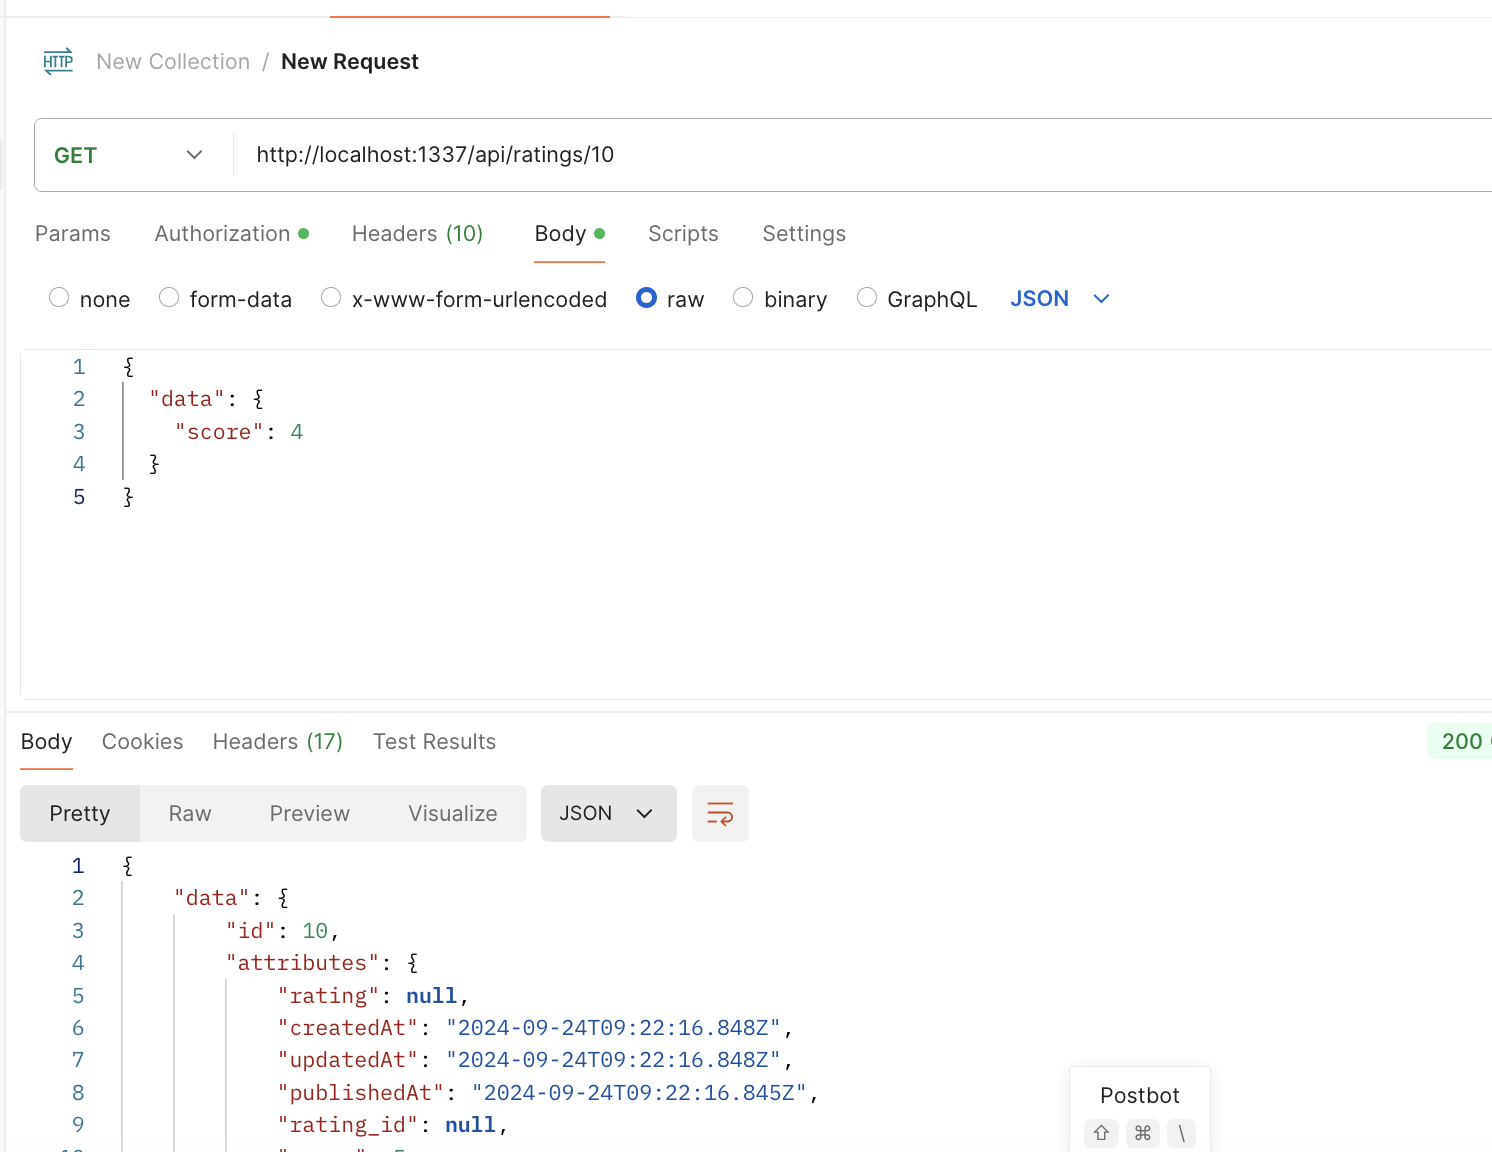 HTTP New Collection / New Request
GET http://localhost:1337/api/ratings/10
Params Authorization Headers (10) Body Scripts Settings
none form-data x-www-form-urlencoded raw binary GraphQL JSON
1 {
2 "data": {
3 "score": 4
4 }
5 }
Body Cookies Headers (17) Test Results 200
Pretty Raw Preview Visualize JSON
1 {
2 "data": {
3 "id": 10,
4 "attributes": {
5 "rating": null,
6 "createdAt": "2024-09-24T09:22:16.848Z",
7 "updatedAt": "2024-09-24T09:22:16.848Z",
8 "publishedAt": "2024-09-24T09:22:16.845Z",
Postbot
9 "rating_id": null,
⇧ ⌘ \